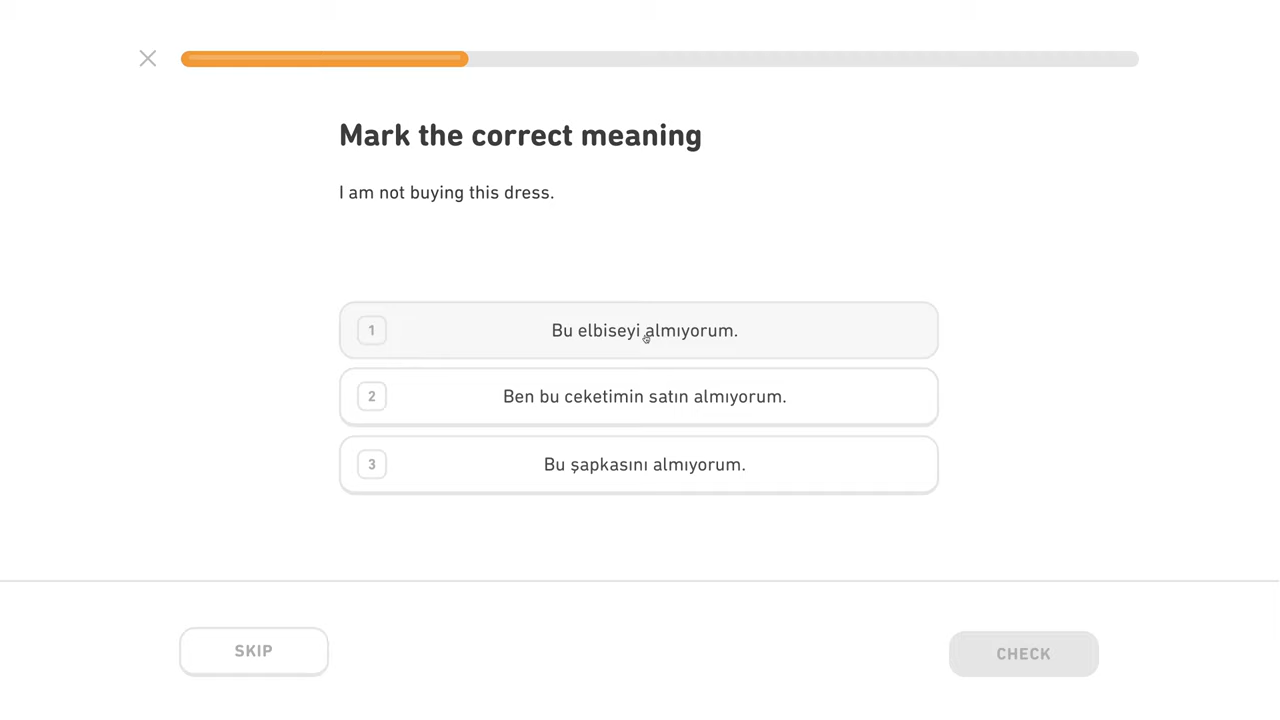 Mark the correct meaning
I am not buying this dress.
1 Bu elbiseyi almıyorum.
2 Ben bu ceketimin satın almıyorum.
3 Bu şapkasını almıyorum.
SKIP
CHECK